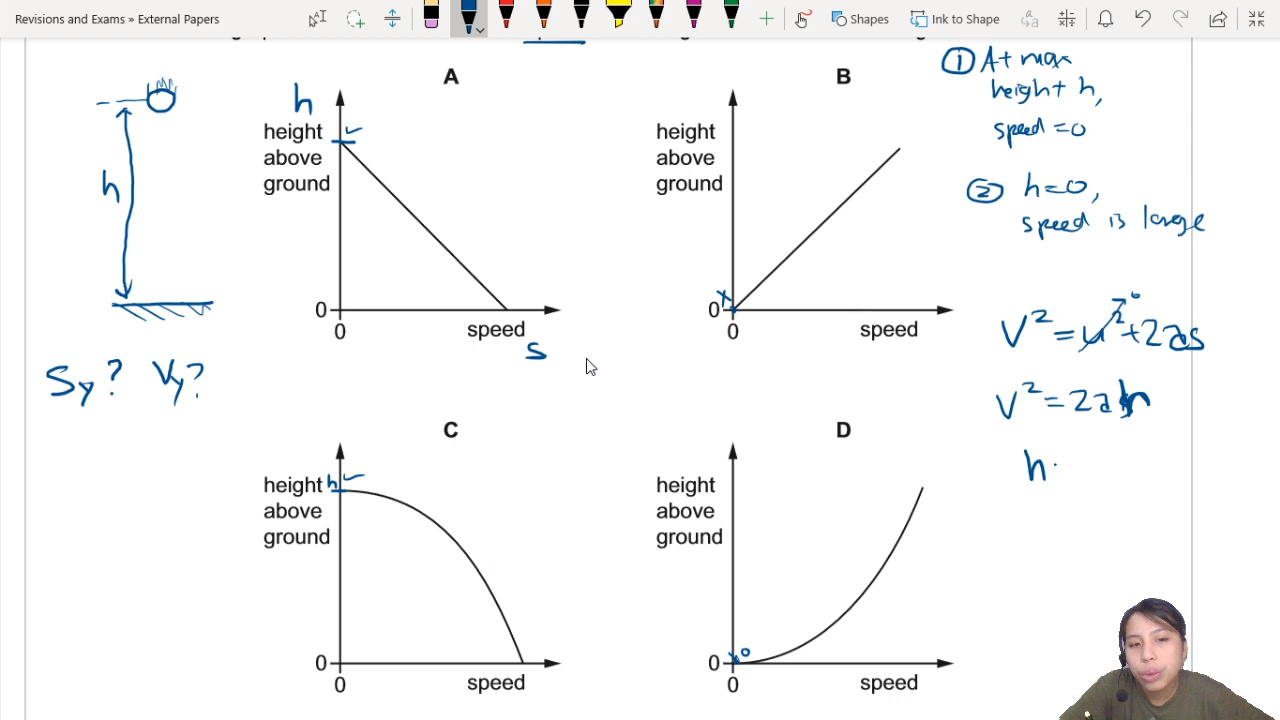 Revisions and Exams » External Papers
Shapes
Ink to Shape
A
h
height
above
ground
0
0
speed
s
B
height
above
ground
x
0
0
speed
① At max
height h,
speed = 0
② h=0,
speed is large
h
Sy? Vy?
V² = u²⁰ + 2as
V² = 2ah
h
C
height
above
ground
h
0
0
speed
D
height
above
ground
x 0
0
0
speed